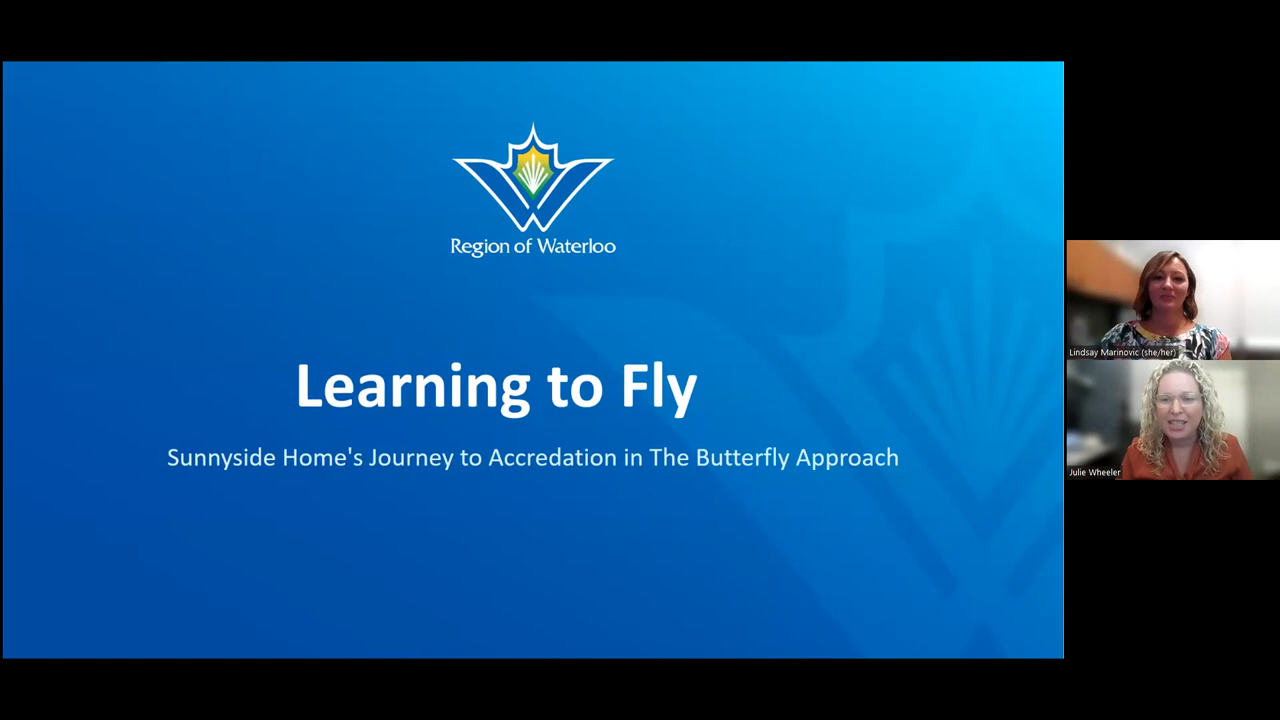 Region of Waterloo
Learning to Fly
Sunnyside Home's Journey to Accredation in The Butterfly Approach
Lindsay Marinovic (she/her)
Julie Wheeler